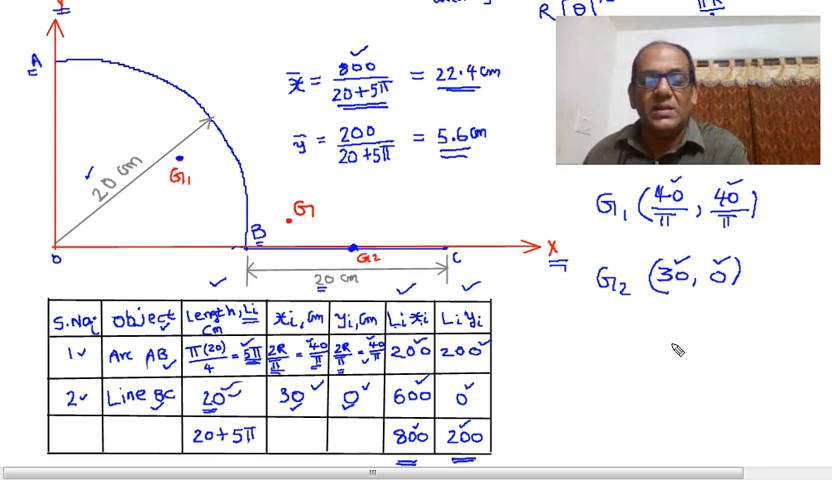 Y
R [θ]
πR
A
x̄ = 800 / 20+5π = 22.4 cm
ȳ = 200 / 20+5π = 5.6 cm
20 cm
G1
G
B
O
G2
C
X
20 cm
G1 (40/π, 40/π)
G2 (30, 0)
S.No. Object Length, Li cm xi, cm yi, cm Li xi Li yi
1 Arc AB π(20)/4 = 5π 2R/π = 40/π 2R/π = 40/π 200 200
2 Line BC 20 30 0 600 0
20+5π 800 200